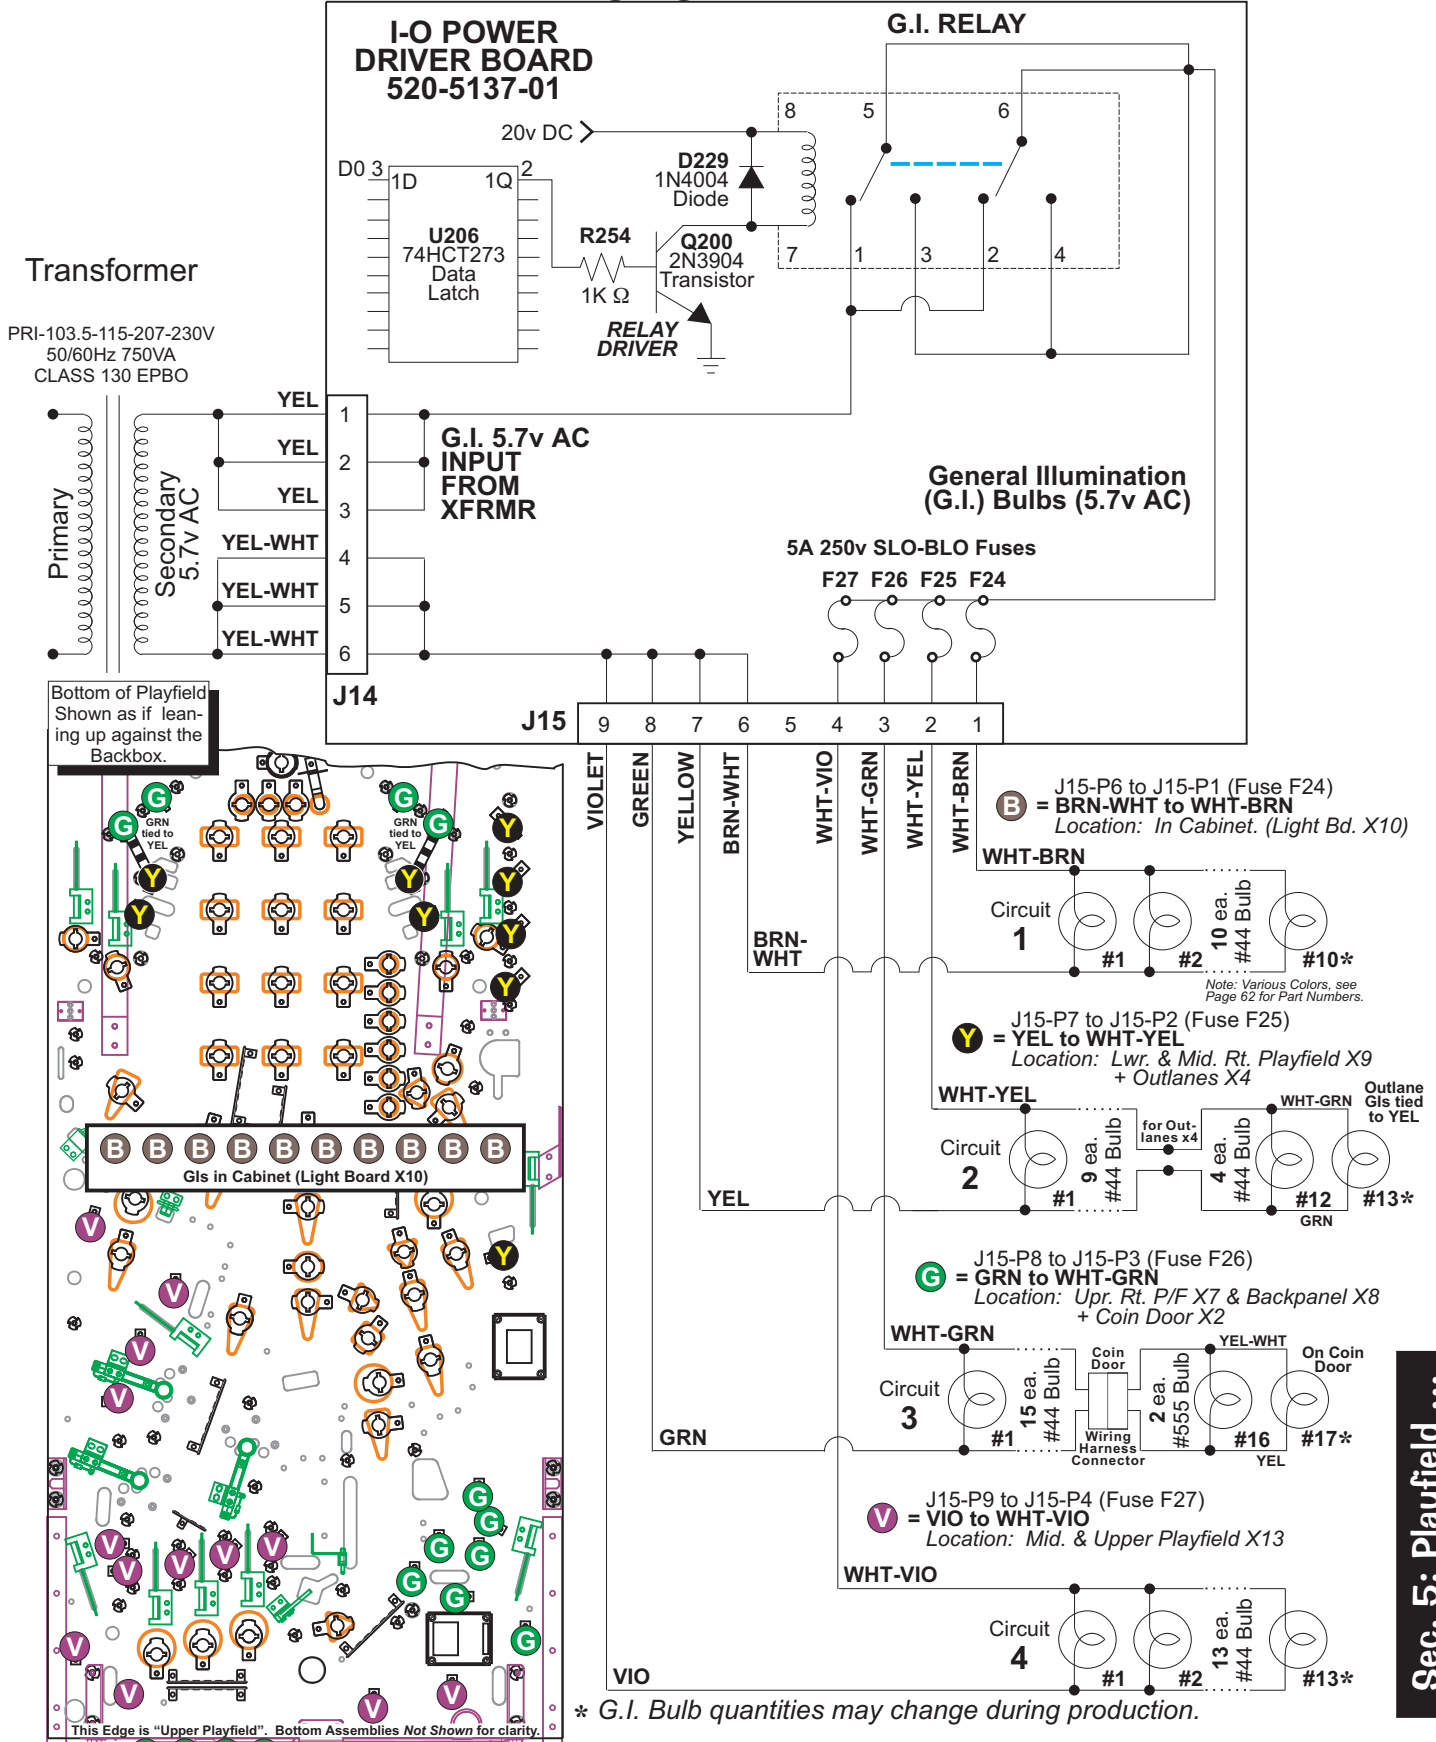 I-O POWER
DRIVER BOARD
520-5137-01
G.I. RELAY
8
5
6
20v DC
D0 3
1D
1Q
2
U206
74HCT273
Data
Latch
R254
1K Ω
D229
1N4004
Diode
Q200
2N3904
Transistor
RELAY
DRIVER
7
1
3
2
4
Transformer
PRI-103.5-115-207-230V
50/60Hz 750VA
CLASS 130 EPBO
Primary
Secondary
5.7v AC
YEL
YEL
YEL
YEL-WHT
YEL-WHT
YEL-WHT
1
2
3
4
5
6
J14
G.I. 5.7v AC
INPUT
FROM
XFRMR
General Illumination
(G.I.) Bulbs (5.7v AC)
5A 250v SLO-BLO Fuses
F27 F26 F25 F24
J15
9 8 7 6 5 4 3 2 1
VIOLET
GREEN
YELLOW
BRN-WHT
WHT-VIO
WHT-GRN
WHT-YEL
WHT-BRN
Bottom of Playfield
Shown as if lean-
ing up against the
Backbox.
G
G
G
G
GRN
tied to
YEL
GRN
tied to
YEL
Y
Y
Y
Y
Y
Y
Y
Y
B B B B B B B B B B
GIs in Cabinet (Light Board X10)
V
Y
V
V
V
G
G
G
G
G
G
G
V
V
V
V
V
V
V
V
V
This Edge is “Upper Playfield”. Bottom Assemblies Not Shown for clarity.
B
J15-P6 to J15-P1 (Fuse F24)
= BRN-WHT to WHT-BRN
Location: In Cabinet. (Light Bd. X10)
WHT-BRN
Circuit
1
BRN-
WHT
#1
#2
10 ea.
#44 Bulb
#10*
Note: Various Colors, see
Page 62 for Part Numbers.
Y
J15-P7 to J15-P2 (Fuse F25)
= YEL to WHT-YEL
Location: Lwr. & Mid. Rt. Playfield X9
+ Outlanes X4
WHT-YEL
Circuit
2
YEL
#1
9 ea.
#44 Bulb
for Out-
lanes x4
4 ea.
#44 Bulb
WHT-GRN
Outlane
GIs tied
to YEL
#12
#13*
GRN
G
J15-P8 to J15-P3 (Fuse F26)
= GRN to WHT-GRN
Location: Upr. Rt. P/F X7 & Backpanel X8
+ Coin Door X2
WHT-GRN
Circuit
3
GRN
#1
15 ea.
#44 Bulb
Coin
Door
Wiring
Harness
Connector
2 ea.
#555 Bulb
YEL-WHT
On Coin
Door
#16
#17*
YEL
V
J15-P9 to J15-P4 (Fuse F27)
= VIO to WHT-VIO
Location: Mid. & Upper Playfield X13
WHT-VIO
Circuit
4
VIO
#1
#2
13 ea.
#44 Bulb
#13*
* G.I. Bulb quantities may change during production.
Sec. 5: Playfield ...